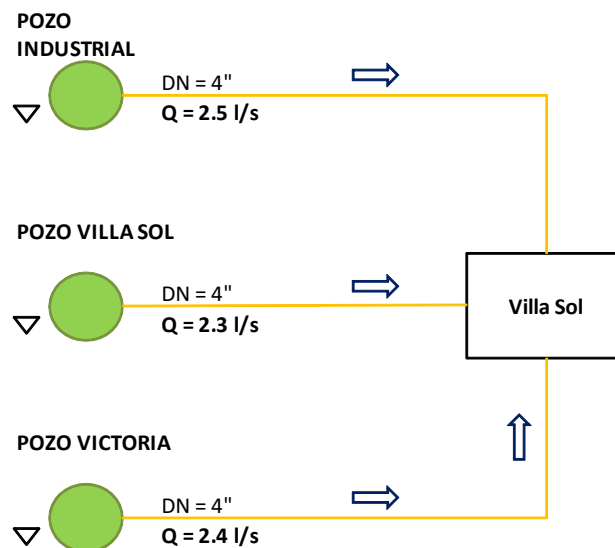 POZO
INDUSTRIAL
DN = 4"
Q = 2.5 l/s
POZO VILLA SOL
DN = 4"
Q = 2.3 l/s
Villa Sol
POZO VICTORIA
DN = 4"
Q = 2.4 l/s